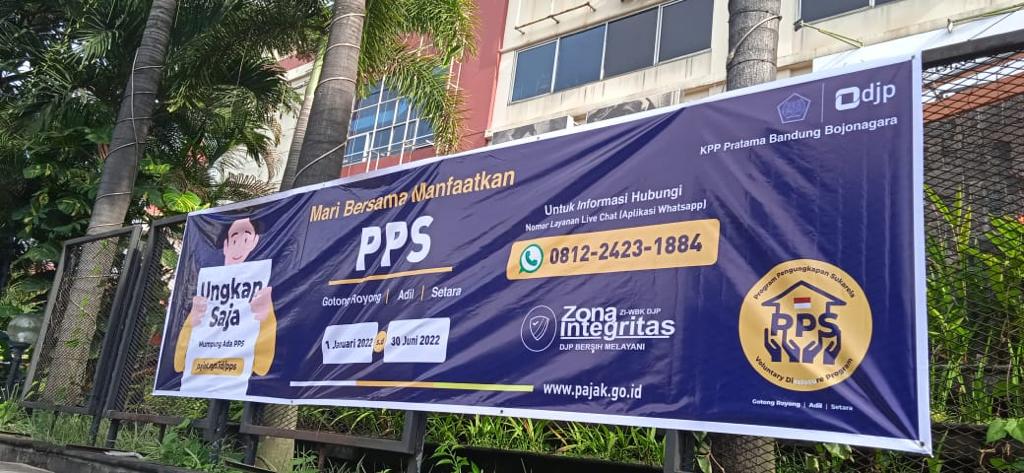 Ungkap
Saja
Mumpung Ada PPS
pajak.go.id/pps
Mari Bersama Manfaatkan
PPS
Gotong Royong | Adil | Setara
1 Januari 2022 s.d 30 Juni 2022
Untuk Informasi Hubungi
Nomor Layanan Live Chat (Aplikasi Whatsapp)
0812-2423-1884
Zona ZI-WBK DJP
Integritas
DJP BERSIH MELAYANI
www.pajak.go.id
djp
KPP Pratama Bandung Bojonagara
Program Pengungkapan Sukarela
PPS
Voluntary Disclosure Program
Gotong Royong | Adil | Setara